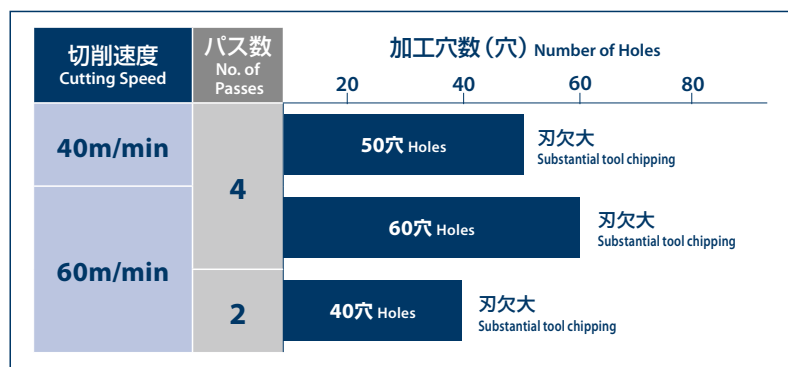 切削速度
Cutting Speed
パス数
No. of
Passes
加工穴数(穴) Number of Holes
20 40 60 80
40m/min
4
50穴 Holes
刃欠大
Substantial tool chipping
60m/min
60穴 Holes
刃欠大
Substantial tool chipping
2
40穴 Holes
刃欠大
Substantial tool chipping